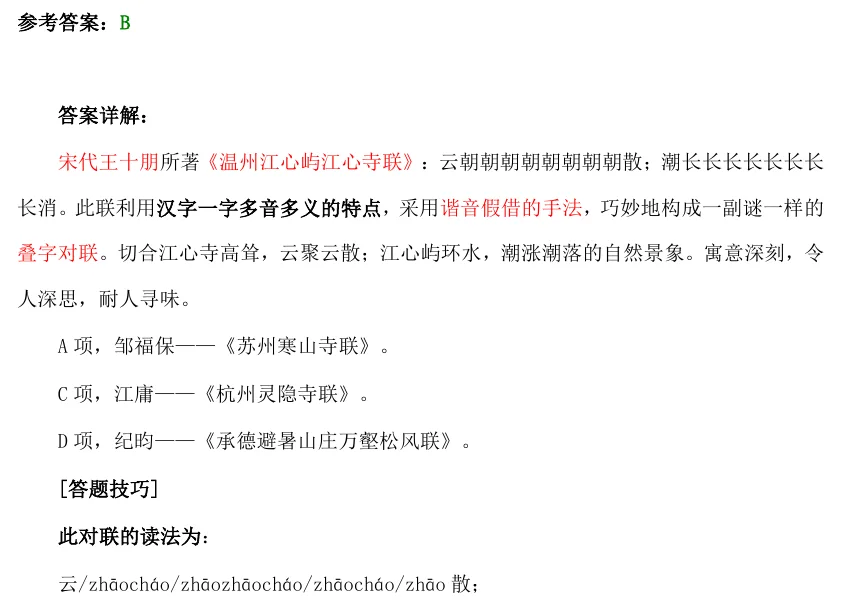 参考答案：B
答案详解：
宋代王十朋所著《温州江心屿江心寺联》：云朝朝朝朝朝朝朝朝散；潮长长长长长长长
长消。此联利用汉字一字多音多义的特点，采用谐音假借的手法，巧妙地构成一副谜一样的
叠字对联。切合江心寺高耸，云聚云散；江心屿环水，潮涨潮落的自然景象。寓意深刻，令
人深思，耐人寻味。
A 项，邹福保——《苏州寒山寺联》。
C 项，江庸——《杭州灵隐寺联》。
D 项，纪昀——《承德避暑山庄万壑松风联》。
[答题技巧]
此对联的读法为：
云/zhāocháo/zhāozhāocháo/zhāocháo/zhāo 散；